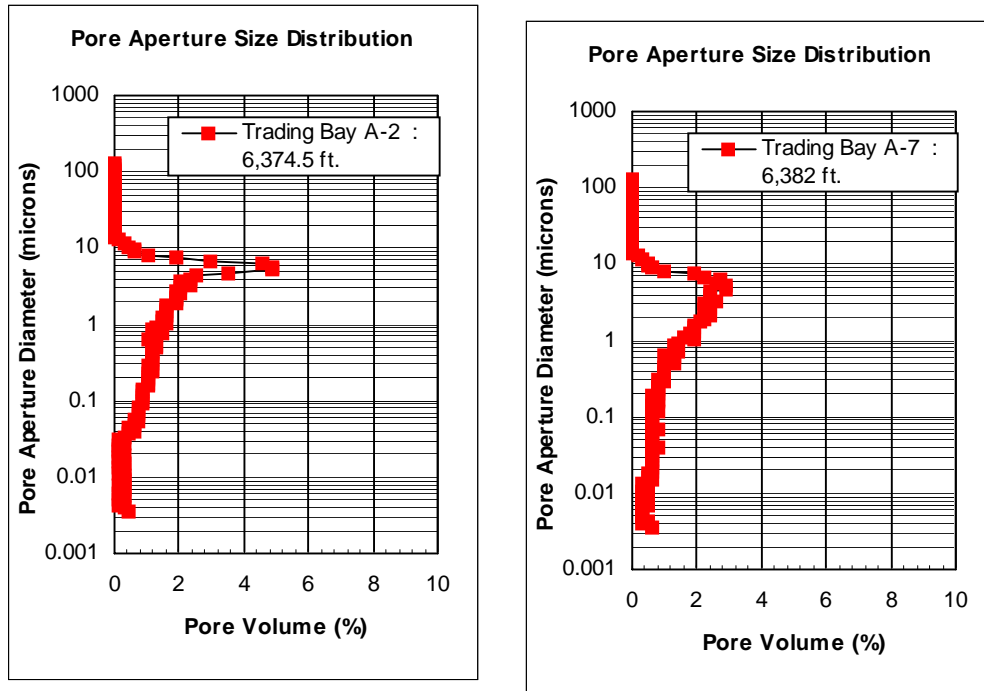 Pore Aperture Size Distribution
Pore Aperture Diameter (microns)
1000
100
10
1
0.1
0.01
0.001
Trading Bay A-2 :
6,374.5 ft.
0 2 4 6 8 10
Pore Volume (%)
Pore Aperture Size Distribution
Pore Aperture Diameter (microns)
1000
100
10
1
0.1
0.01
0.001
Trading Bay A-7 :
6,382 ft.
0 2 4 6 8 10
Pore Volume (%)